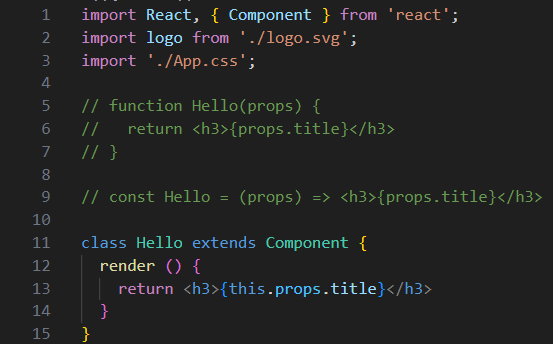 1 import React, { Component } from 'react';
2 import logo from './logo.svg';
3 import './App.css';
4
5 // function Hello(props) {
6 //   return <h3>{props.title}</h3>
7 // }
8
9 // const Hello = (props) => <h3>{props.title}</h3>
10
11 class Hello extends Component {
12   render () {
13     return <h3>{this.props.title}</h3>
14   }
15 }